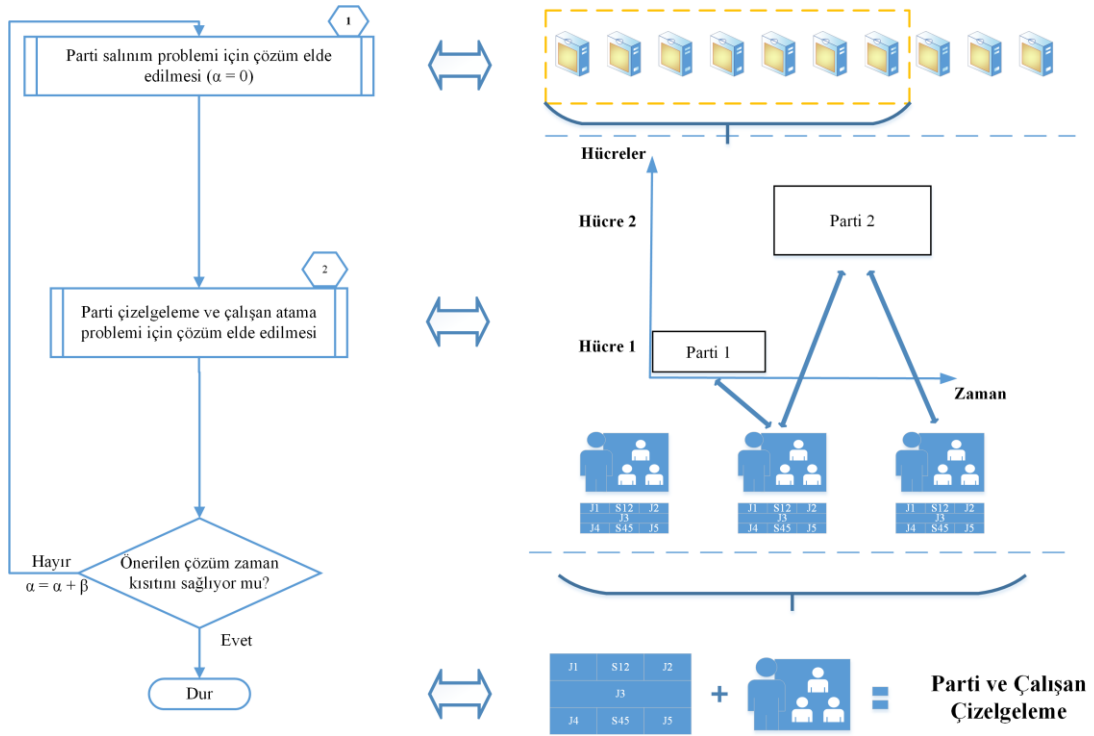 1
Parti salınım problemi için çözüm elde
edilmesi (α = 0)
2
Parti çizelgeleme ve çalışan atama
problemi için çözüm elde edilmesi
Önerilen çözüm zaman
kısıtını sağlıyor mu?
Hayır
α = α + β
Evet
Dur
Hücreler
Hücre 2
Parti 2
Hücre 1
Parti 1
Zaman
J1 S12 J2
J3
J4 S45 J5
J1 S12 J2
J3
J4 S45 J5
J1 S12 J2
J3
J4 S45 J5
J1 S12 J2
J3
J4 S45 J5
+
=
Parti ve Çalışan
Çizelgeleme